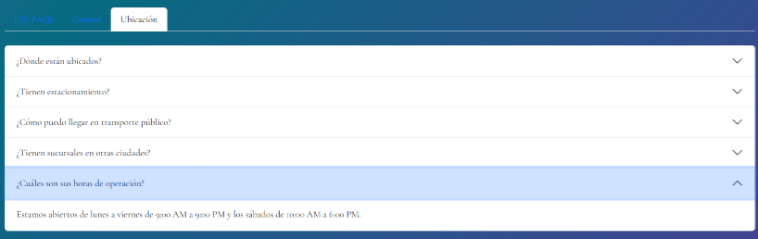 FAQs
General
Ubicación
¿Dónde están ubicados?
¿Tienen estacionamiento?
¿Cómo puedo llegar en transporte público?
¿Tienen sucursales en otras ciudades?
¿Cuáles son sus horas de operación?
Estamos abiertos de lunes a viernes de 9:00 AM a 9:00 PM y los sábados de 10:00 AM a 6:00 PM.